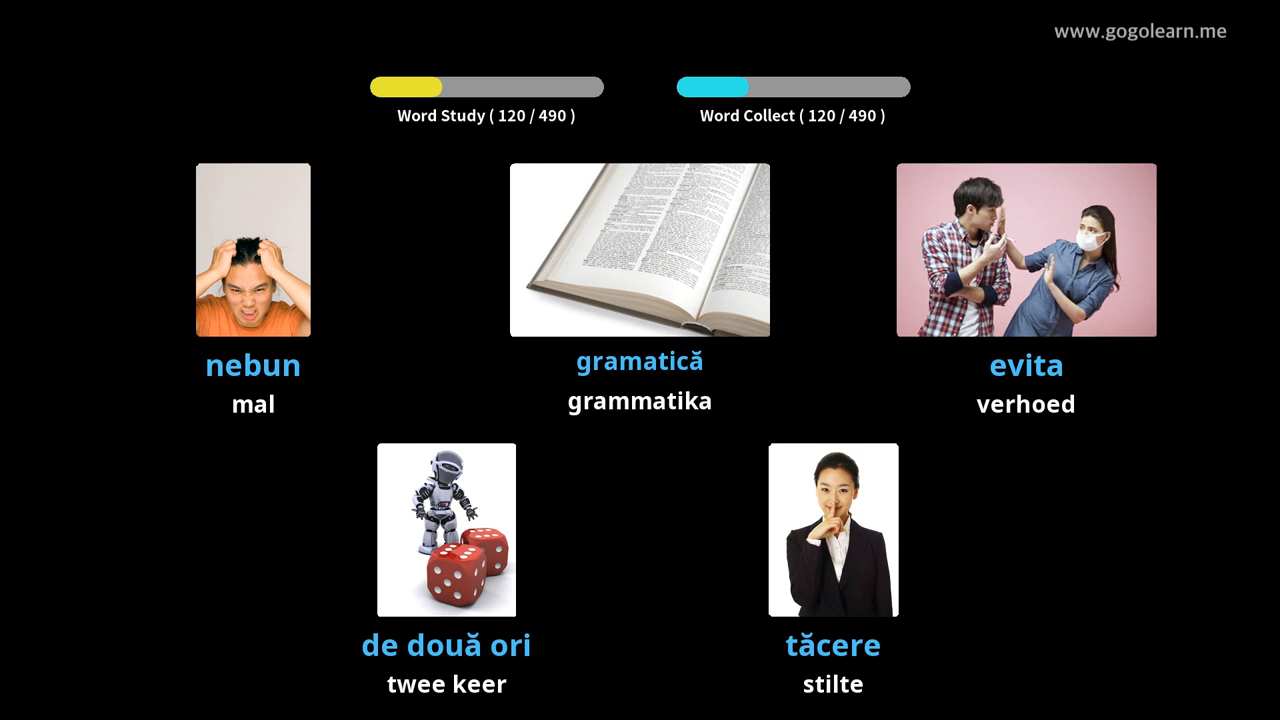 www.gogolearn.me
Word Study ( 120 / 490 )
Word Collect ( 120 / 490 )
nebun
mal
gramatică
grammatika
evita
verhoed
de două ori
twee keer
tăcere
stilte